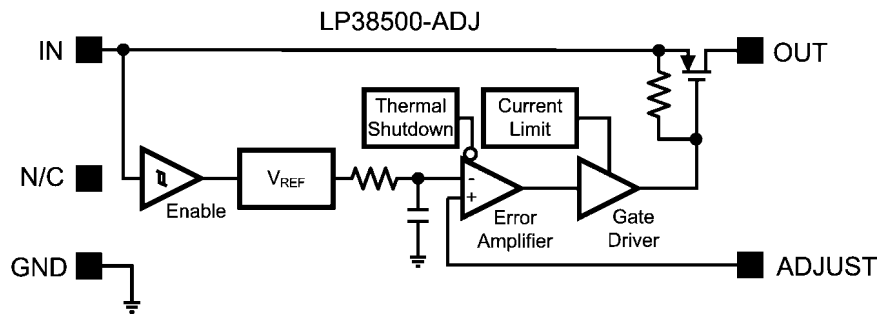 LP38500-ADJ
IN
OUT
Thermal
Shutdown
Current
Limit
N/C
VREF
-
+
Enable
Error
Amplifier
Gate
Driver
GND
ADJUST